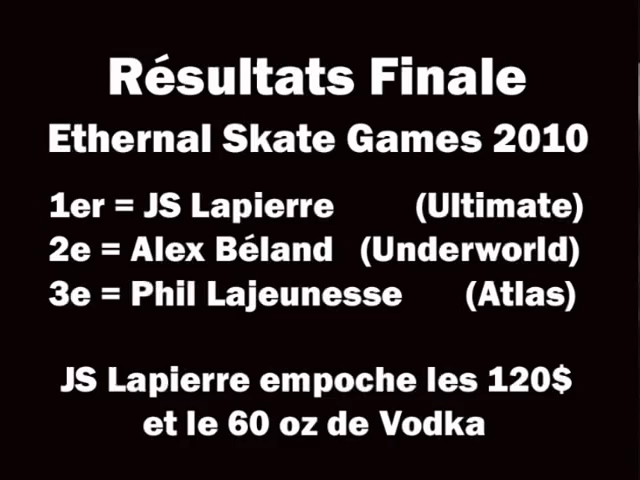 Résultats Finale
Ethernal Skate Games 2010
1er = JS Lapierre (Ultimate)
2e = Alex Béland (Underworld)
3e = Phil Lajeunesse (Atlas)
JS Lapierre empoche les 120$
et le 60 oz de Vodka